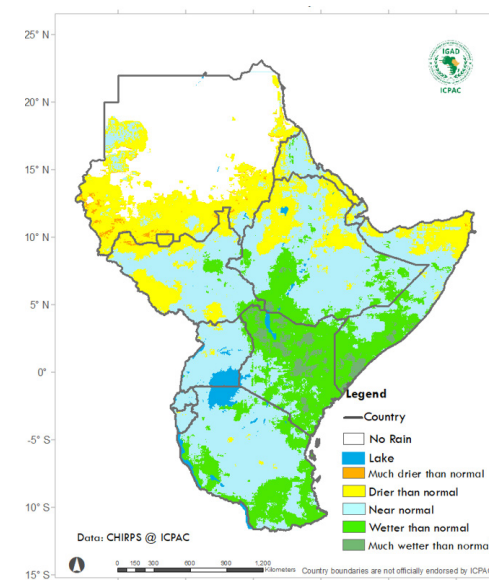 25° N
20° N
15° N
10° N
5° N
0°
-5° S
10° S
15° S
IGAD
ICPAC
Legend
Country
No Rain
Lake
Much drier than normal
Drier than normal
Near normal
Wetter than normal
Much wetter than normal
Data: CHIRPS @ ICPAC
0 150 300 600 900 1,200
Kilometers
Country boundaries are not officially endorsed by ICPAC